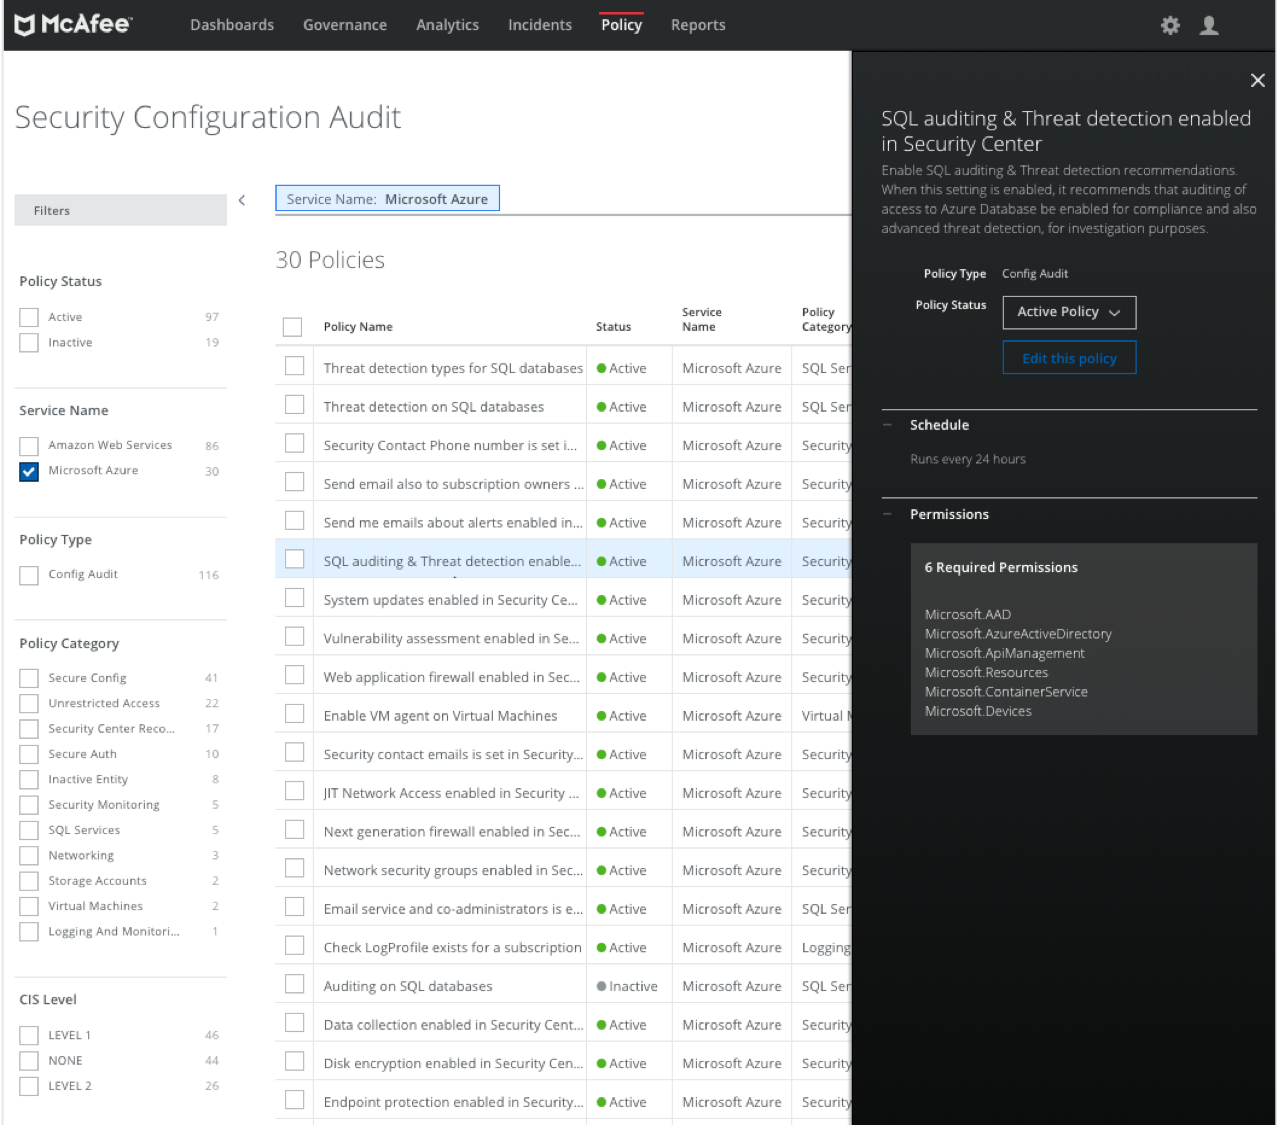 McAfee™
Dashboards Governance Analytics Incidents Policy Reports
Security Configuration Audit
Filters
Policy Status
Active 97
Inactive 19
Service Name
Amazon Web Services 86
Microsoft Azure 30
Policy Type
Config Audit 116
Policy Category
Secure Config 41
Unrestricted Access 22
Security Center Reco... 17
Secure Auth 10
Inactive Entity 8
Security Monitoring 5
SQL Services 5
Networking 3
Storage Accounts 2
Virtual Machines 2
Logging And Monitori... 1
CIS Level
LEVEL 1 46
NONE 44
LEVEL 2 26
Service Name: Microsoft Azure
30 Policies
Policy Name Status Service Name Policy Category
Threat detection types for SQL databases Active Microsoft Azure SQL Ser
Threat detection on SQL databases Active Microsoft Azure SQL Ser
Security Contact Phone number is set i... Active Microsoft Azure Security
Send email also to subscription owners ... Active Microsoft Azure Security
Send me emails about alerts enabled in... Active Microsoft Azure Security
SQL auditing & Threat detection enable... Active Microsoft Azure Security
System updates enabled in Security Ce... Active Microsoft Azure Security
Vulnerability assessment enabled in Se... Active Microsoft Azure Security
Web application firewall enabled in Sec... Active Microsoft Azure Security
Enable VM agent on Virtual Machines Active Microsoft Azure Virtual
Security contact emails is set in Security... Active Microsoft Azure Security
JIT Network Access enabled in Security ... Active Microsoft Azure Security
Next generation firewall enabled in Sec... Active Microsoft Azure Security
Network security groups enabled in Sec... Active Microsoft Azure Security
Email service and co-administrators is e... Active Microsoft Azure SQL Ser
Check LogProfile exists for a subscription Active Microsoft Azure Logging
Auditing on SQL databases Inactive Microsoft Azure SQL Ser
Data collection enabled in Security Cent... Active Microsoft Azure Security
Disk encryption enabled in Security Cen... Active Microsoft Azure Security
Endpoint protection enabled in Security... Active Microsoft Azure Security
SQL auditing & Threat detection enabled
in Security Center
Enable SQL auditing & Threat detection recommendations.
When this setting is enabled, it recommends that auditing of
access to Azure Database be enabled for compliance and also
advanced threat detection, for investigation purposes.
Policy Type Config Audit
Policy Status Active Policy
Edit this policy
Schedule
Runs every 24 hours
Permissions
6 Required Permissions
Microsoft.AAD
Microsoft.AzureActiveDirectory
Microsoft.ApiManagement
Microsoft.Resources
Microsoft.ContainerService
Microsoft.Devices